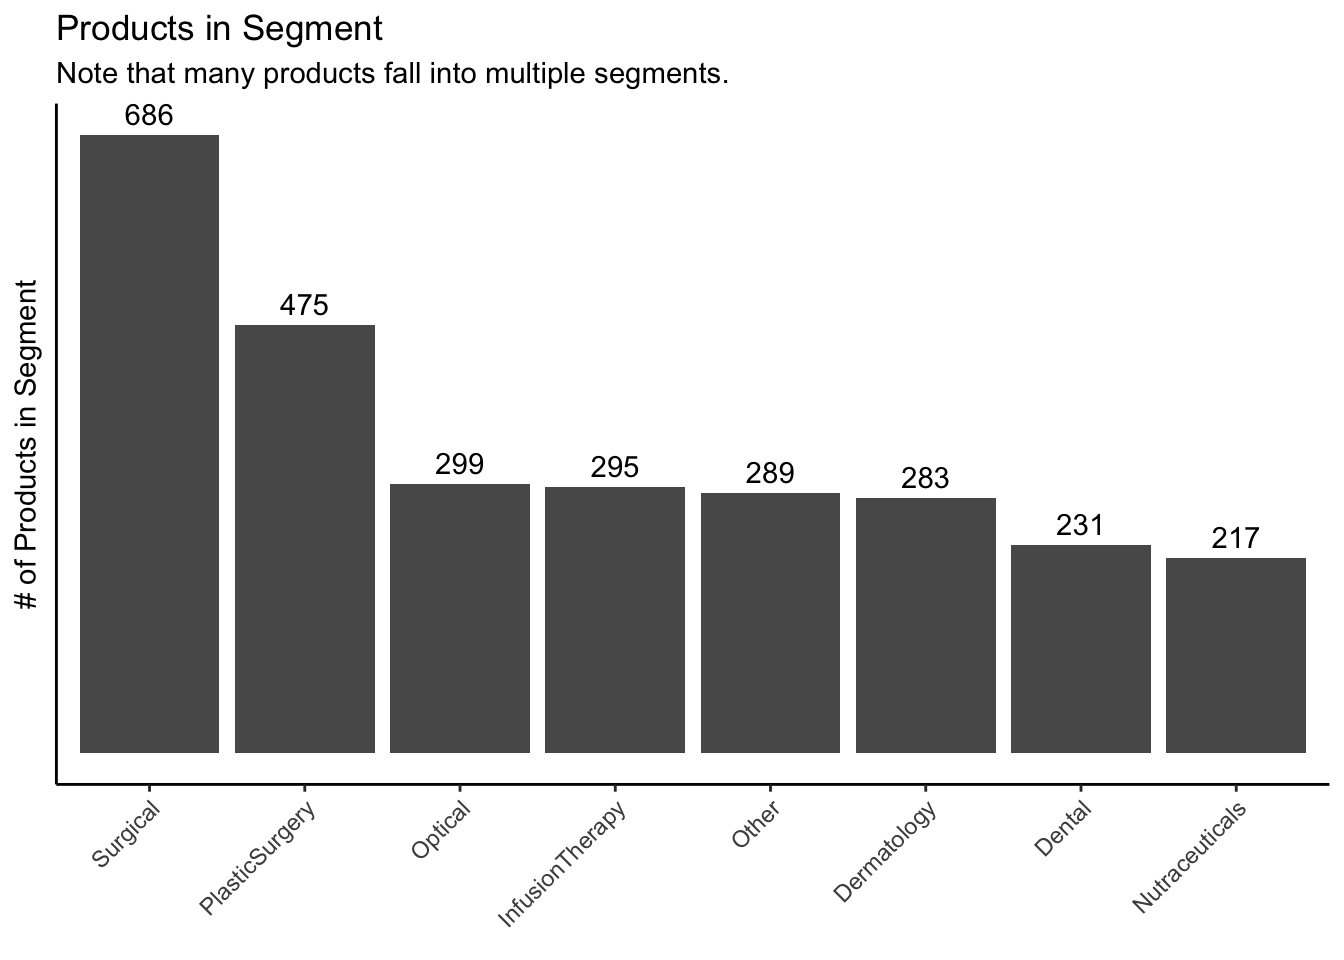 Products in Segment
Note that many products fall into multiple segments.
# of Products in Segment
686
475
299
295
289
283
231
217
Surgical
PlasticSurgery
Optical
InfusionTherapy
Other
Dermatology
Dental
Nutraceuticals